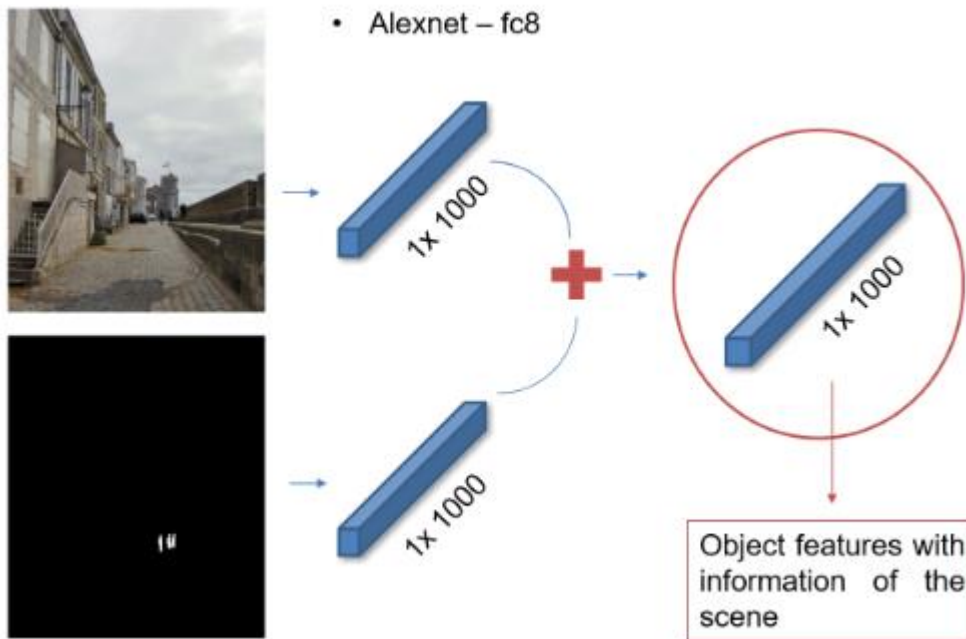 • Alexnet – fc8
1x 1000
1x 1000
1x 1000
Object features with
information of the
scene